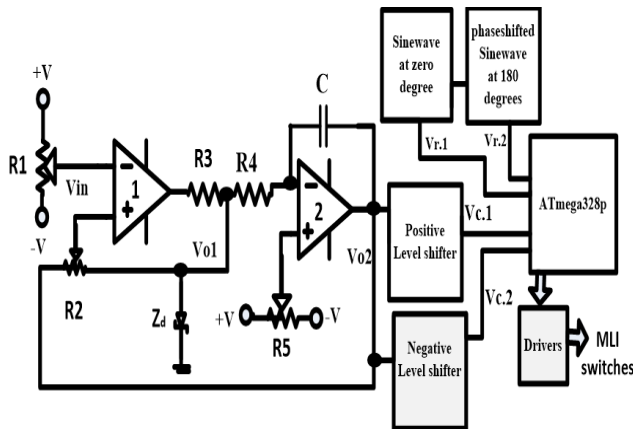 Sinewave
at zero
degree
phaseshifted
Sinewave
at 180
degrees
+V
C
Vr.1
Vr.2
R1
Vin
-
+
1
R3
R4
-
+
2
ATmega328p
-V
Vo1
Vo2
Positive
Level shifter
Vc.1
Vc.2
R2
Zd
+V
-V
R5
Negative
Level shifter
Drivers
MLI
switches